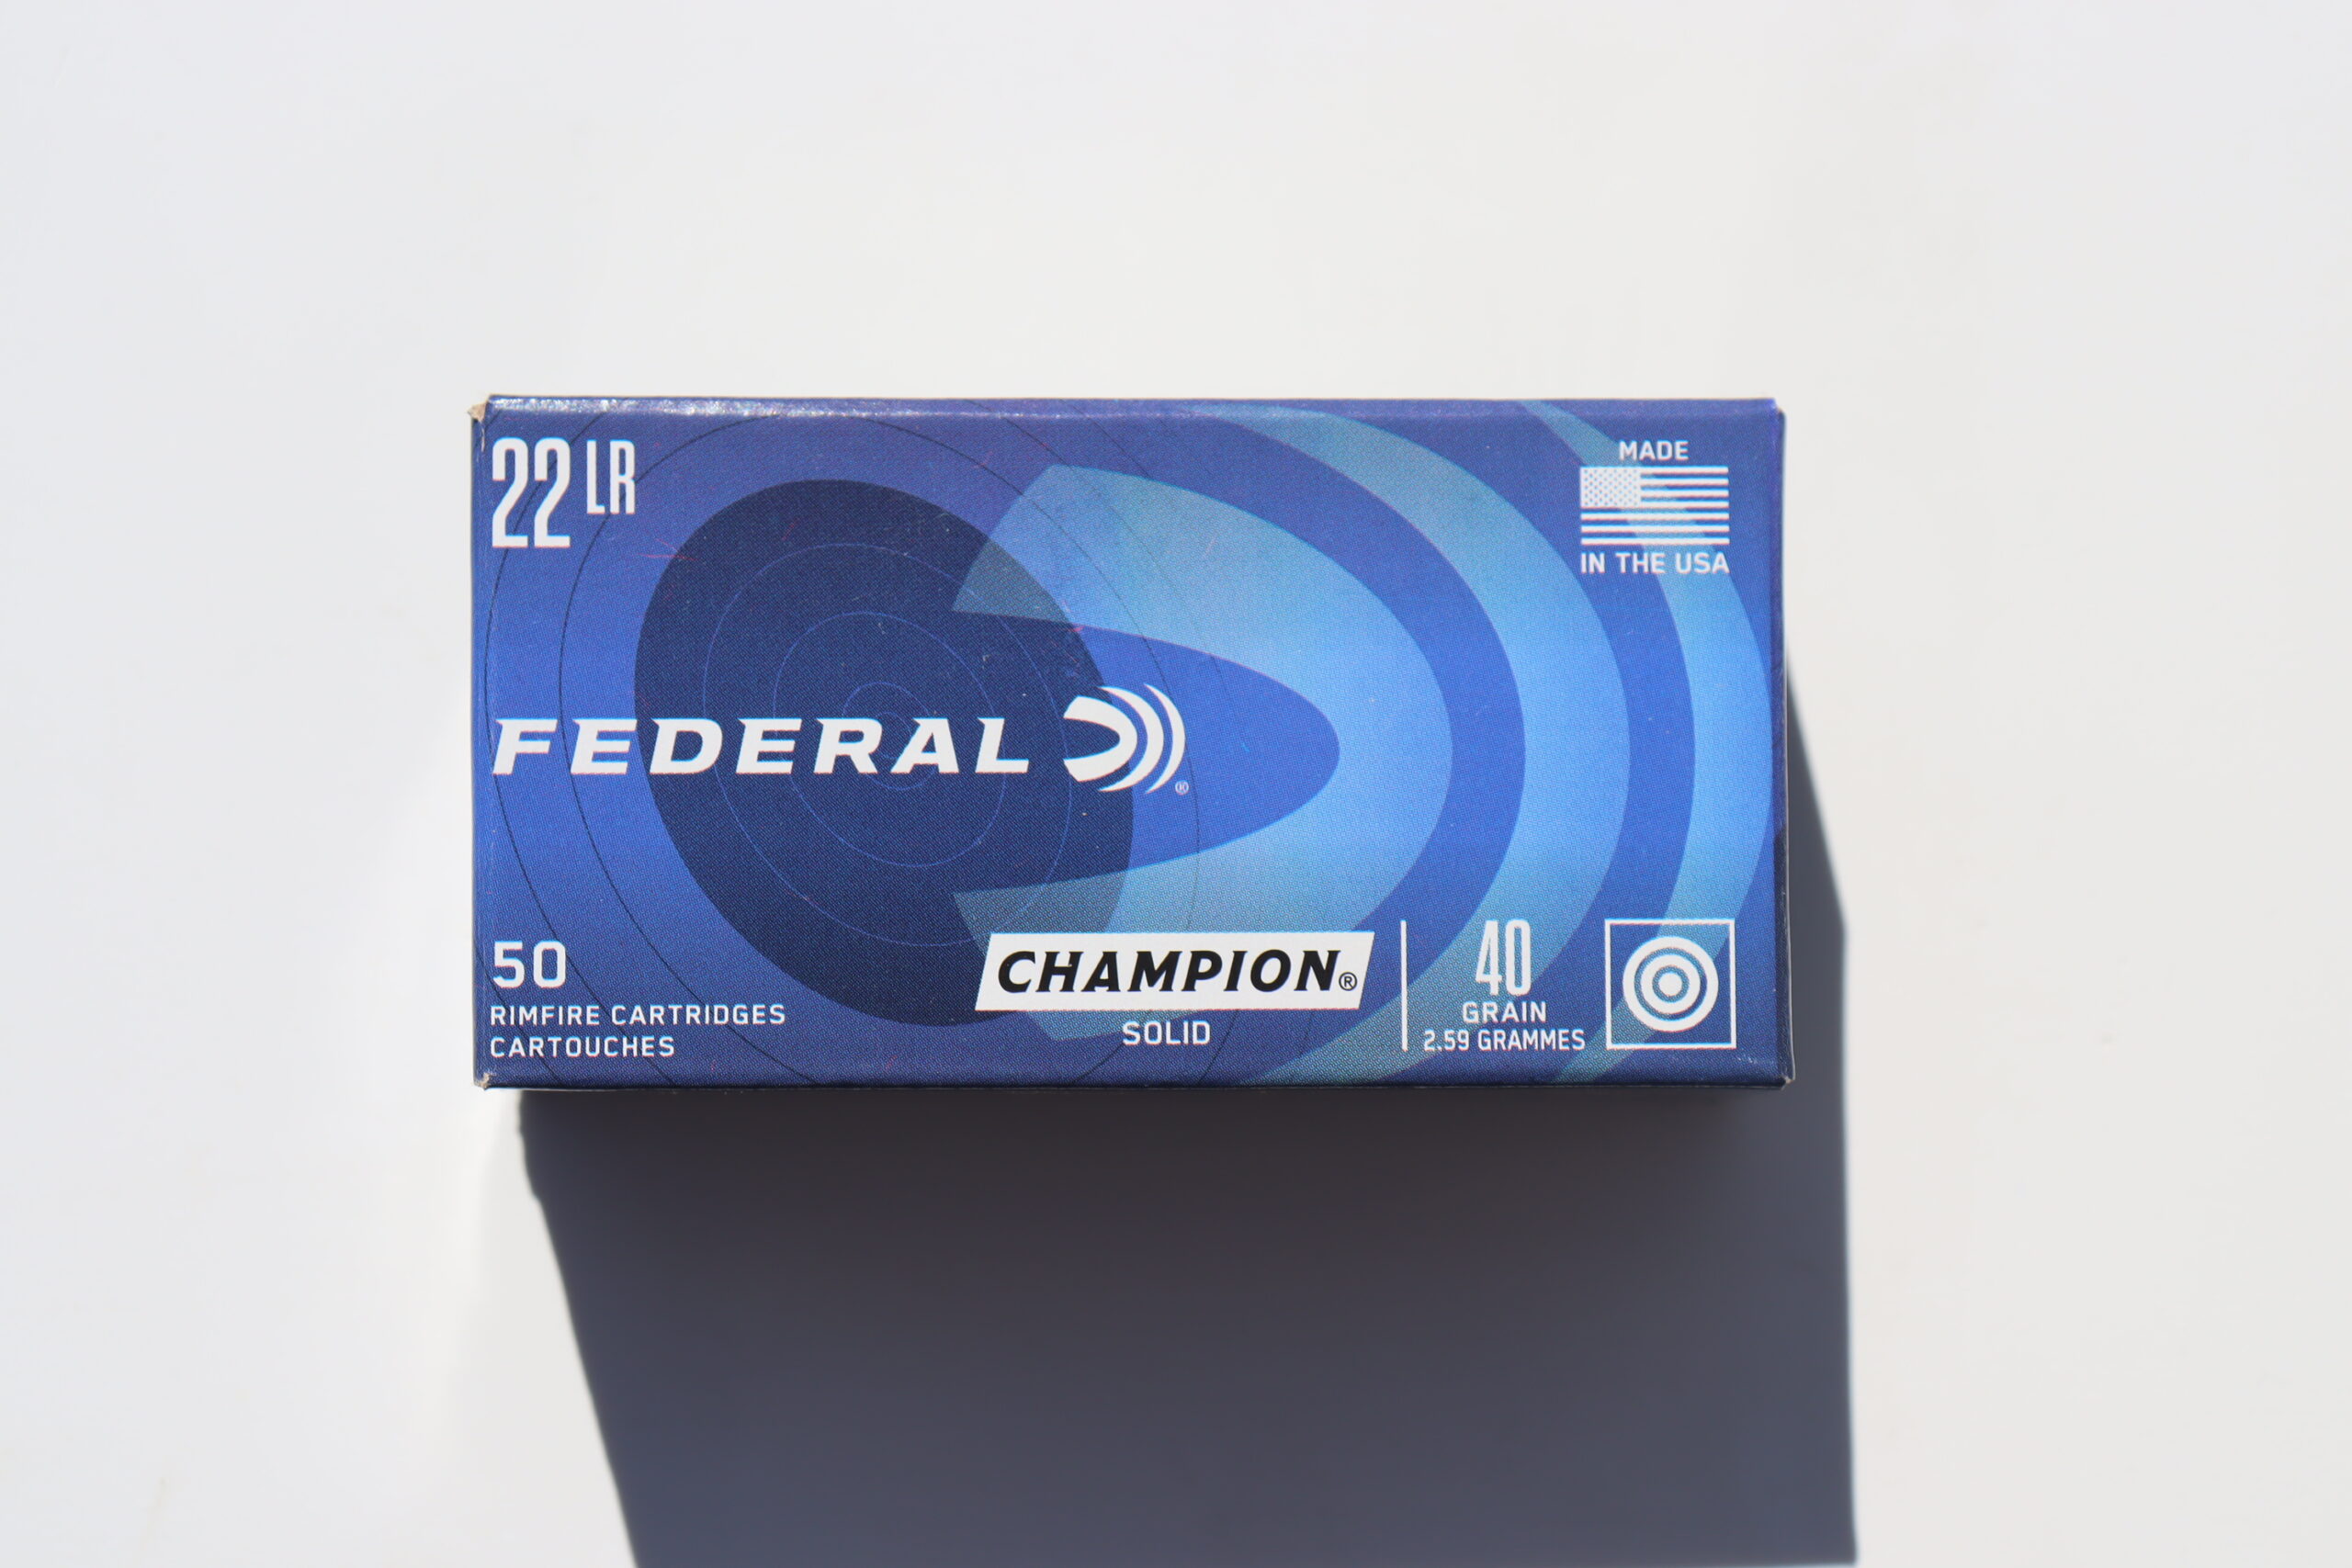 22 LR
MADE
IN THE USA
FEDERAL ®
50
RIMFIRE CARTRIDGES
CARTOUCHES
CHAMPION®
SOLID
40
GRAIN
2.59 GRAMMES